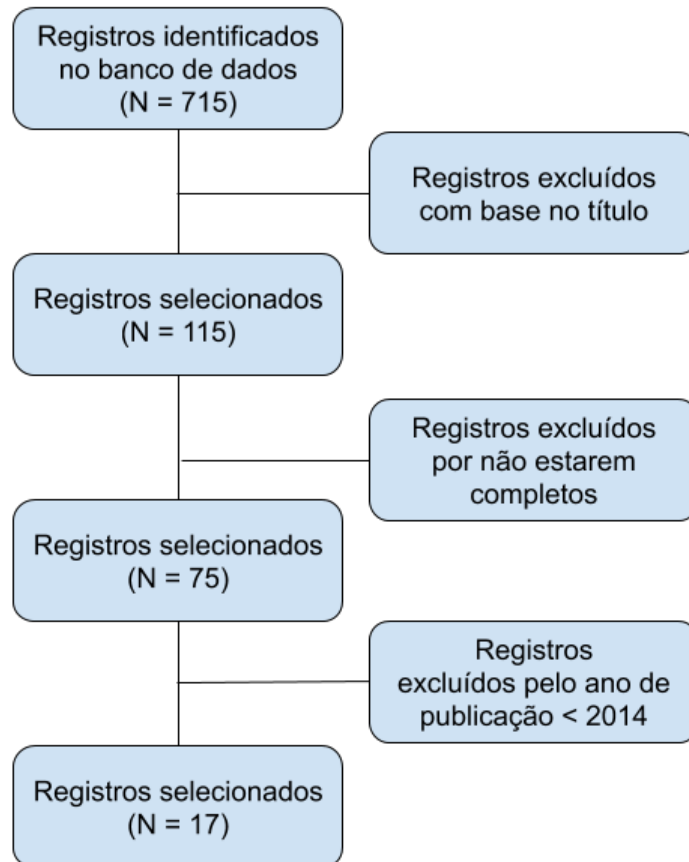 Registros identificados
no banco de dados
(N = 715)
Registros excluídos
com base no título
Registros selecionados
(N = 115)
Registros excluídos
por não estarem
completos
Registros selecionados
(N = 75)
Registros
excluídos pelo ano de
publicação < 2014
Registros selecionados
(N = 17)